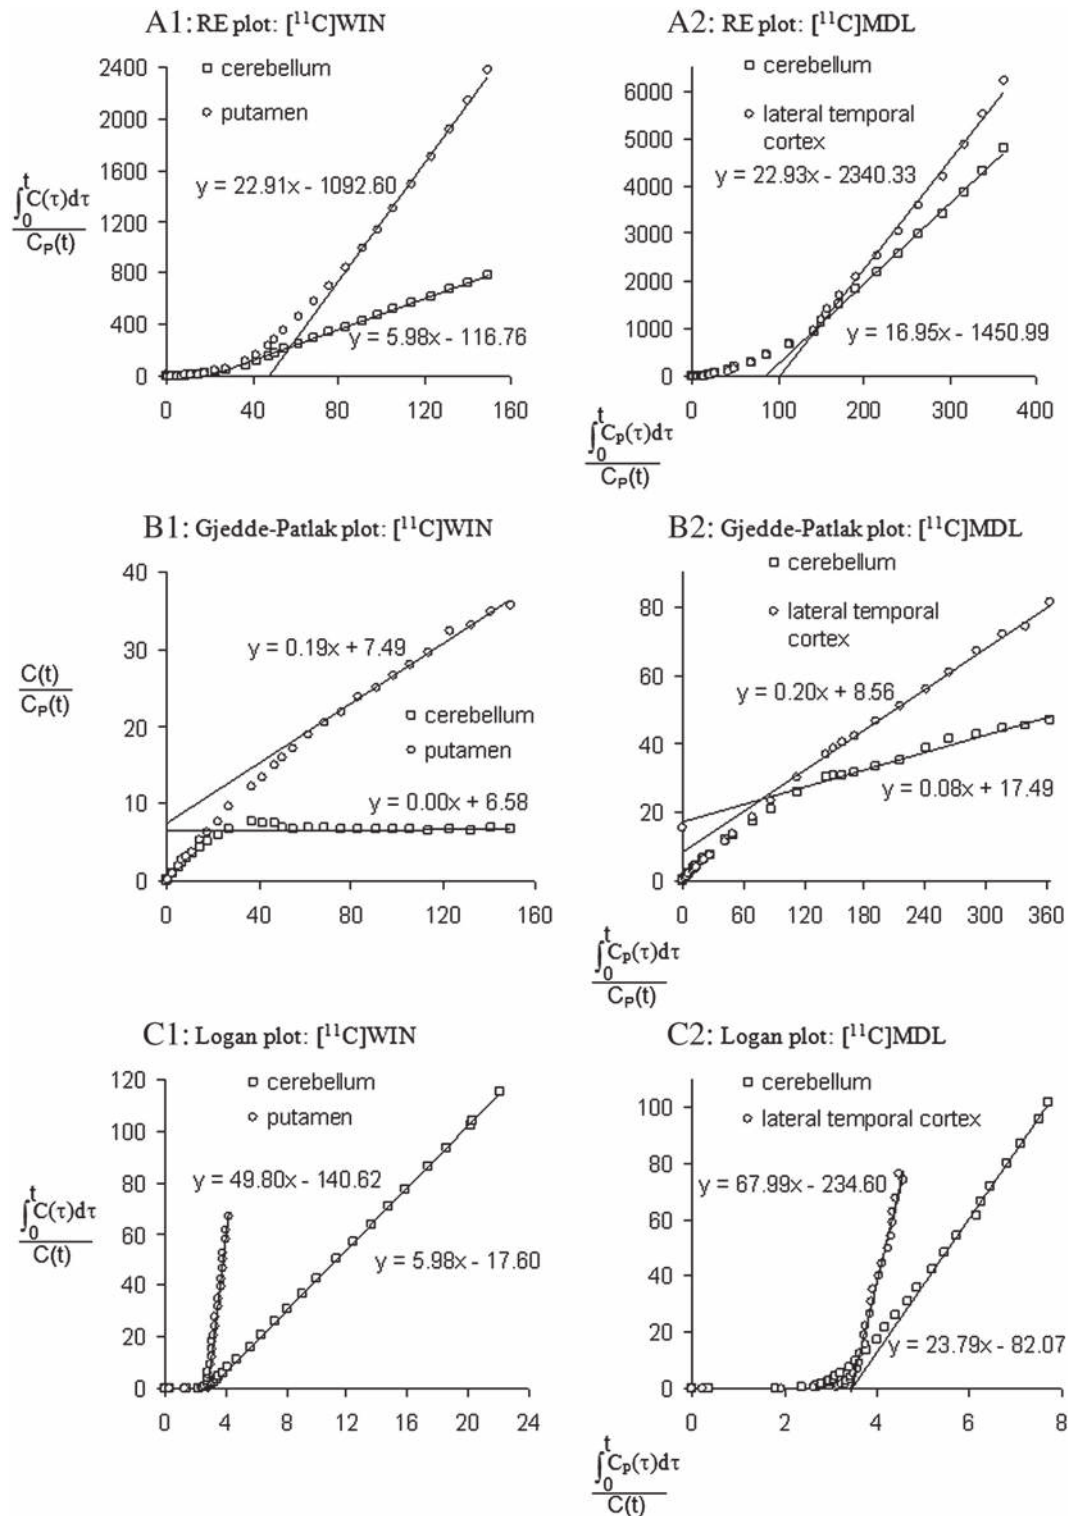 A1: RE plot: [¹¹C]WIN
2400
2000
1600
1200
800
400
0
□ cerebellum
○ putamen
y = 22.91x - 1092.60
y = 5.98x - 116.76
0 40 80 120 160
∫₀ᵗC(τ)dτ
Cₚ(t)
A2: RE plot: [¹¹C]MDL
6000
5000
4000
3000
2000
1000
0
□ cerebellum
○ lateral temporal
cortex
y = 22.93x - 2340.33
y = 16.95x - 1450.99
0 100 200 300 400
∫₀ᵗCₚ(τ)dτ
Cₚ(t)
B1: Gjedde-Patlak plot: [¹¹C]WIN
40
30
20
10
0
y = 0.19x + 7.49
□ cerebellum
○ putamen
y = 0.00x + 6.58
0 40 80 120 160
C(t)
Cₚ(t)
B2: Gjedde-Patlak plot: [¹¹C]MDL
□ cerebellum
○ lateral temporal
cortex
80
60
40
20
0
y = 0.20x + 8.56
y = 0.08x + 17.49
0 60 120 180 240 300 360
∫₀ᵗCₚ(τ)dτ
Cₚ(t)
C1: Logan plot: [¹¹C]WIN
120
100
80
60
40
20
0
□ cerebellum
○ putamen
y = 49.80x - 140.62
y = 5.98x - 17.60
0 4 8 12 16 20 24
∫₀ᵗC(τ)dτ
C(t)
C2: Logan plot: [¹¹C]MDL
100
80
60
40
20
0
□ cerebellum
○ lateral temporal cortex
y = 67.99x - 234.60
y = 23.79x - 82.07
0 2 4 6 8
∫₀ᵗCₚ(τ)dτ
C(t)